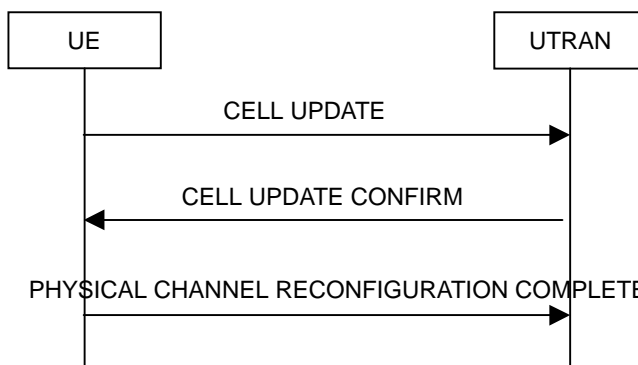 UE
UTRAN
CELL UPDATE
CELL UPDATE CONFIRM
PHYSICAL CHANNEL RECONFIGURATION COMPLETE